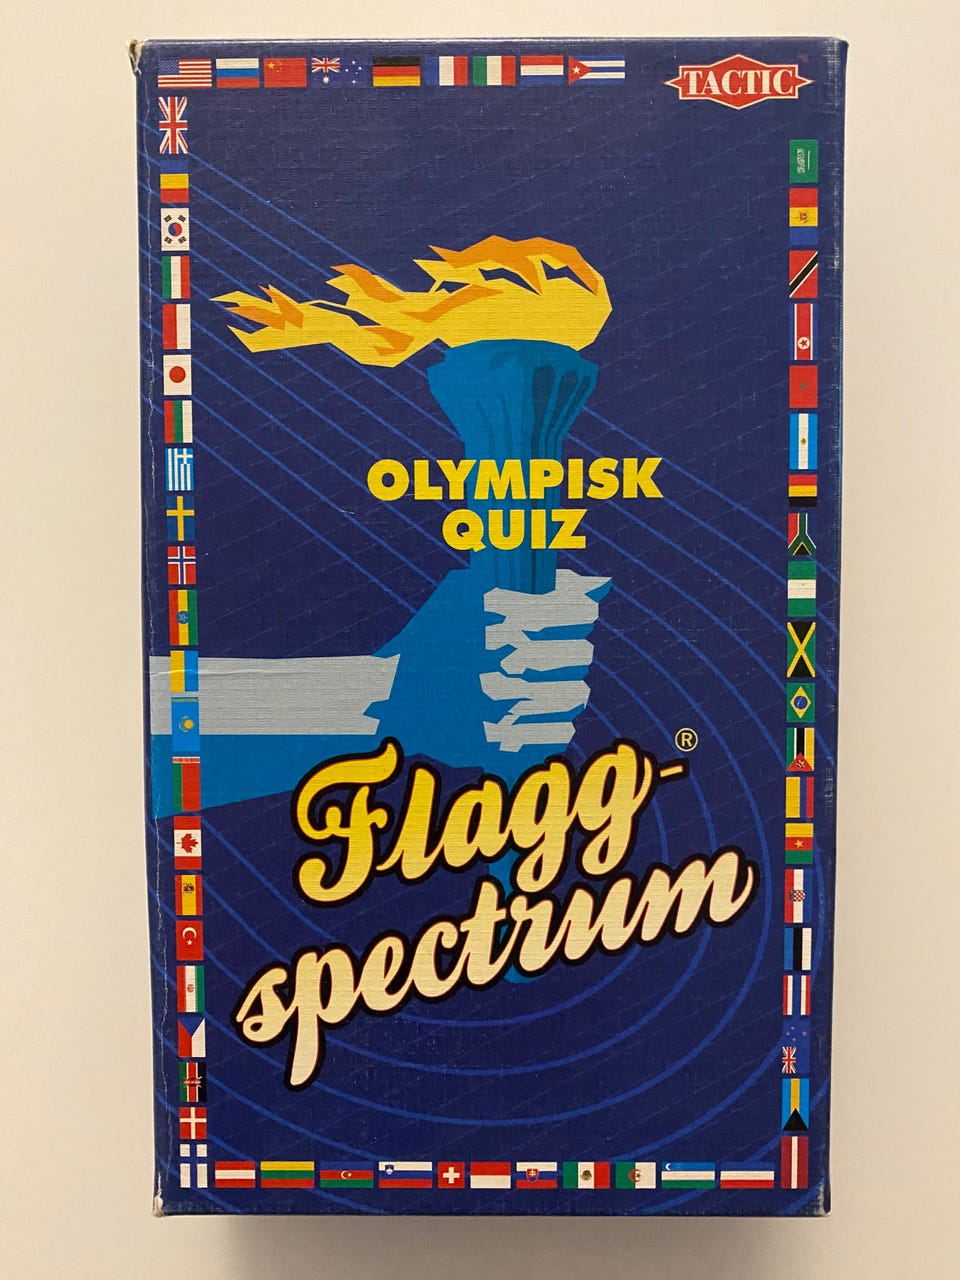 TACTIC
OLYMPISK
QUIZ
Flagg-®
spectrum